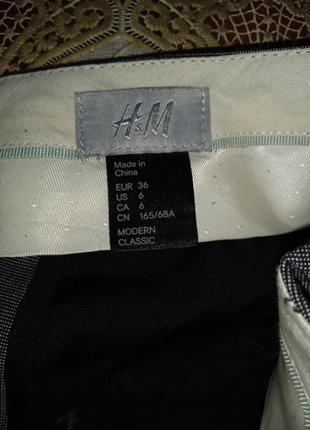 H&M
Made in
China
EUR 36
US 6
CA 6
CN 165/68A
MODERN
CLASSIC